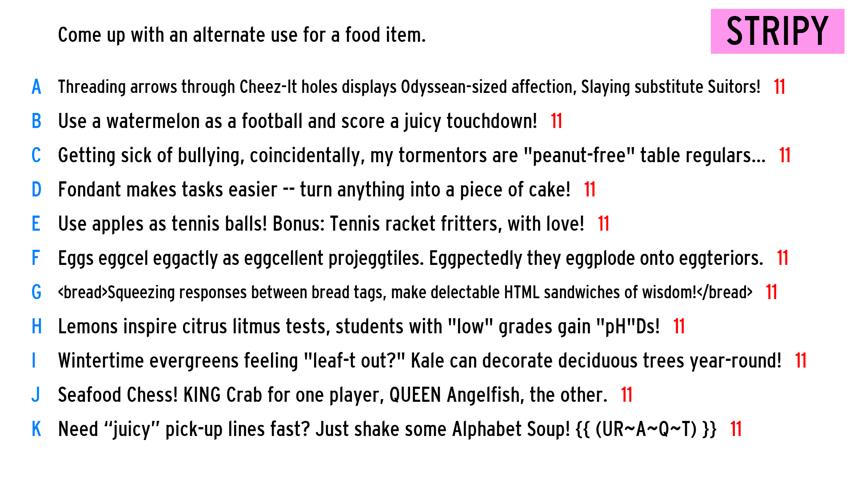 Come up with an alternate use for a food item.
STRIPY
A Threading arrows through Cheez-It holes displays Odyssean-sized affection, Slaying substitute Suitors! 11
B Use a watermelon as a football and score a juicy touchdown! 11
C Getting sick of bullying, coincidentally, my tormentors are "peanut-free" table regulars... 11
D Fondant makes tasks easier -- turn anything into a piece of cake! 11
E Use apples as tennis balls! Bonus: Tennis racket fritters, with love! 11
F Eggs eggcel eggactly as eggcellent projeggtiles. Eggpectedly they eggplode onto eggteriors. 11
G <bread>Squeezing responses between bread tags, make delectable HTML sandwiches of wisdom!</bread> 11
H Lemons inspire citrus litmus tests, students with "low" grades gain "pH"Ds! 11
I Wintertime evergreens feeling "leaf-t out?" Kale can decorate deciduous trees year-round! 11
J Seafood Chess! KING Crab for one player, QUEEN Angelfish, the other. 11
K Need “juicy” pick-up lines fast? Just shake some Alphabet Soup! {{ (UR~A~Q~T) }} 11